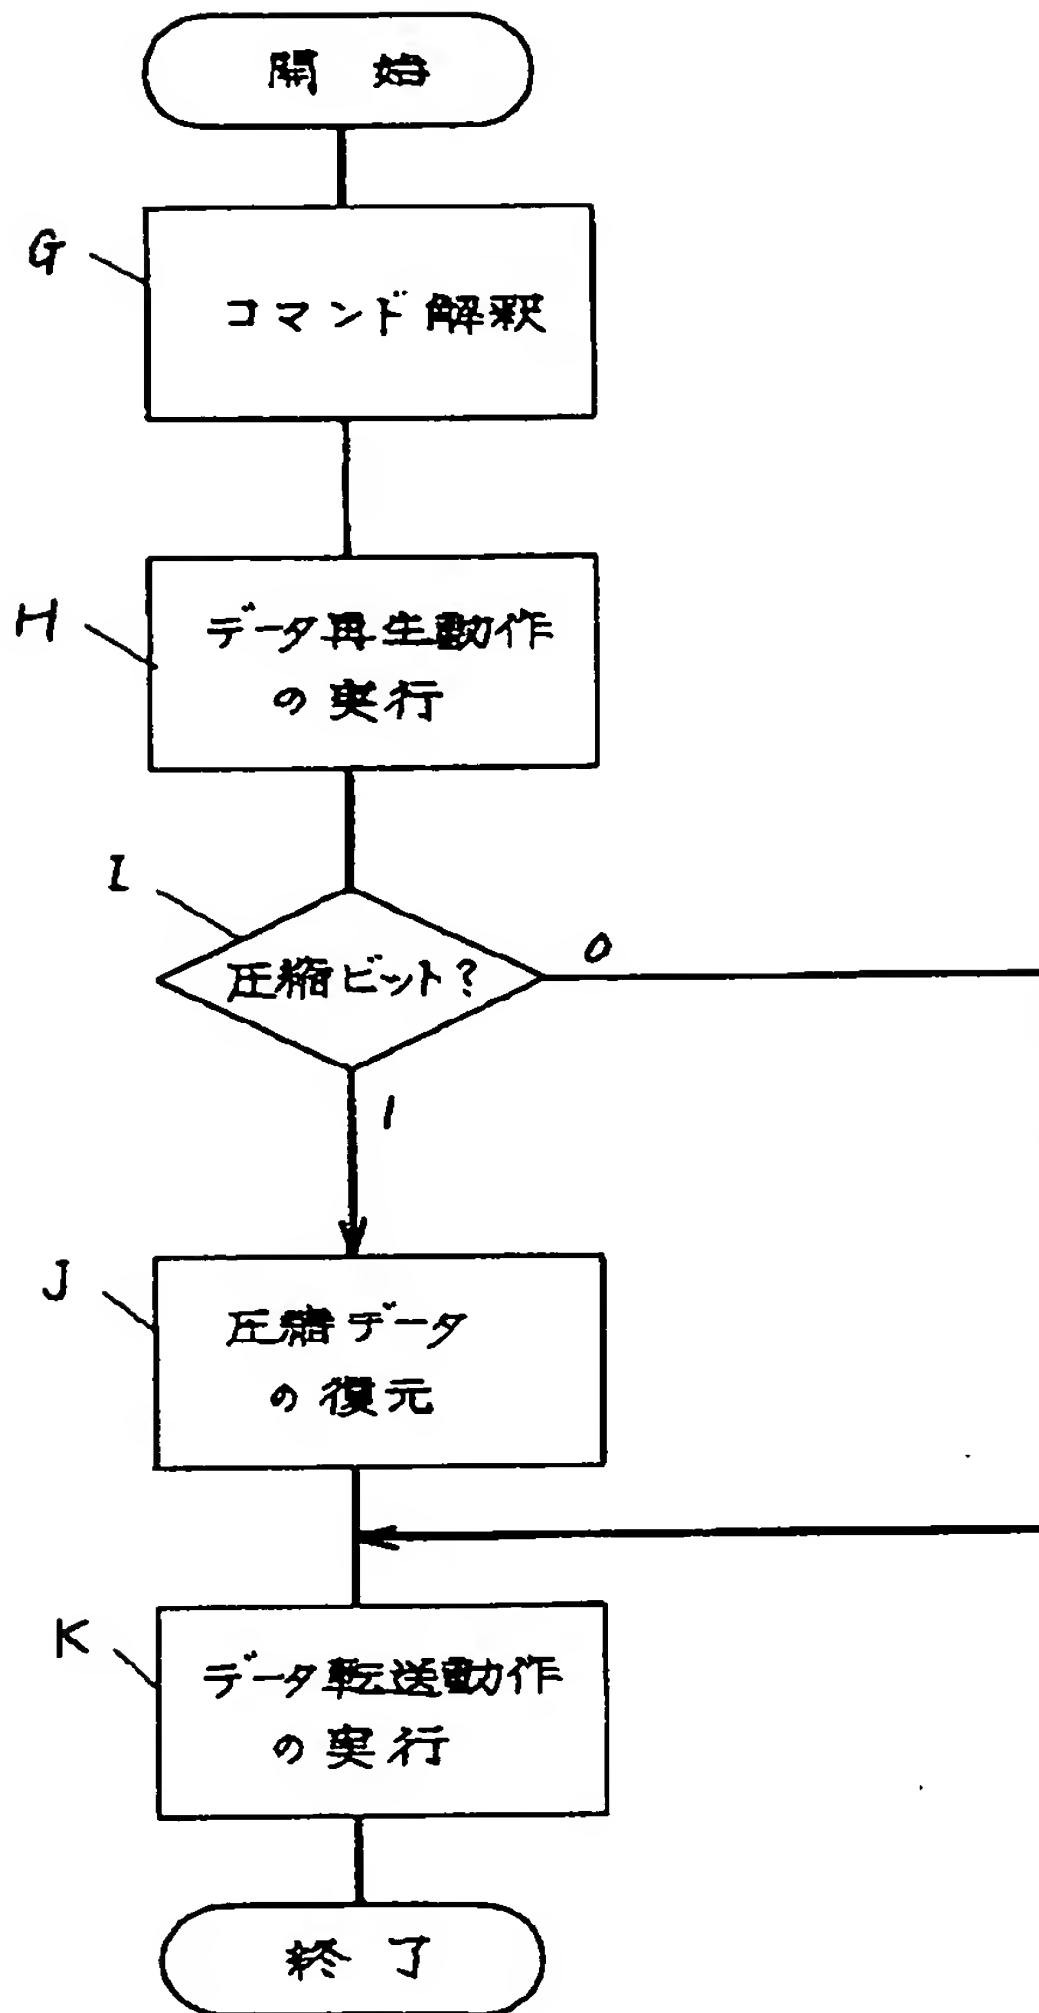 開始
G
コマンド解釈
H
データ再生動作
の実行
I
圧縮ビット?
0
1
J
圧縮データ
の復元
K
データ転送動作
の実行
終了